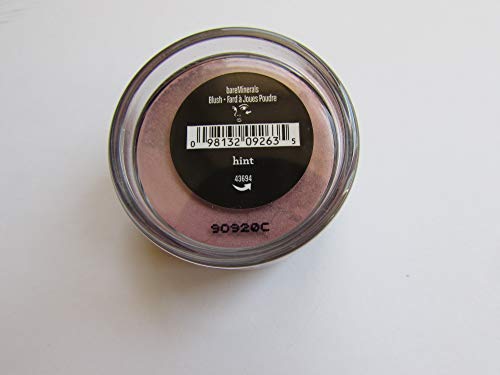 bareMinerals
Blush • Fard à Joues Poudre
0 98132 09263 5
hint
43694
90920C